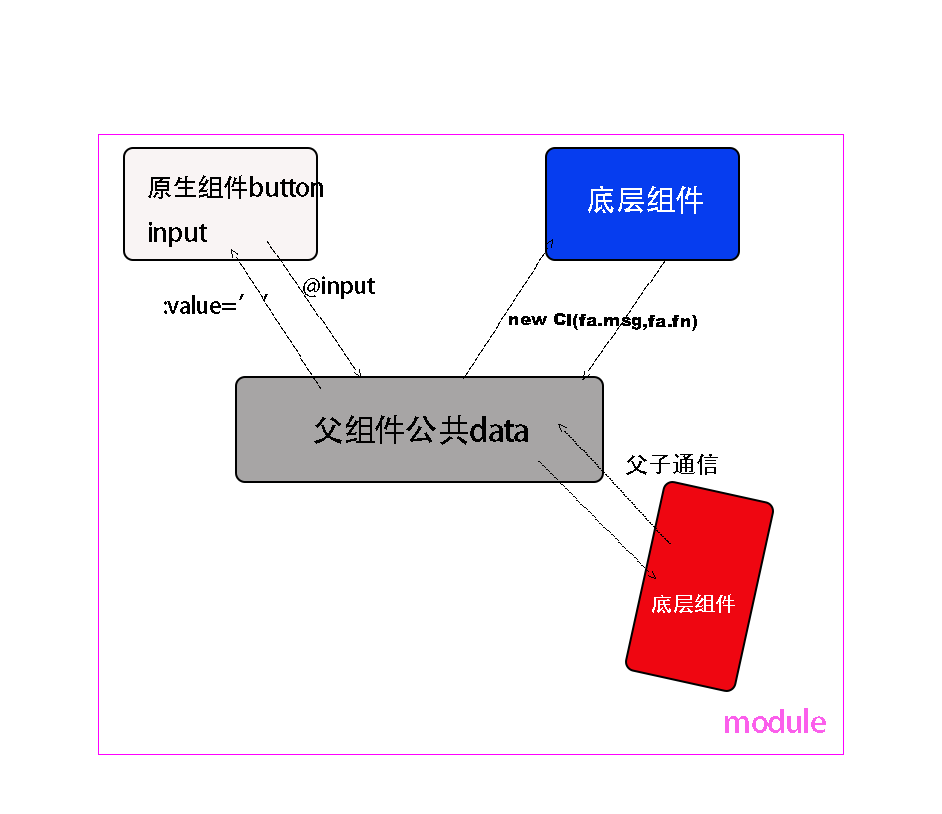 原生组件button
input
底层组件
@input
:value=' '
new Cl(fa.msg,fa.fn)
父组件公共data
父子通信
底层组件
module